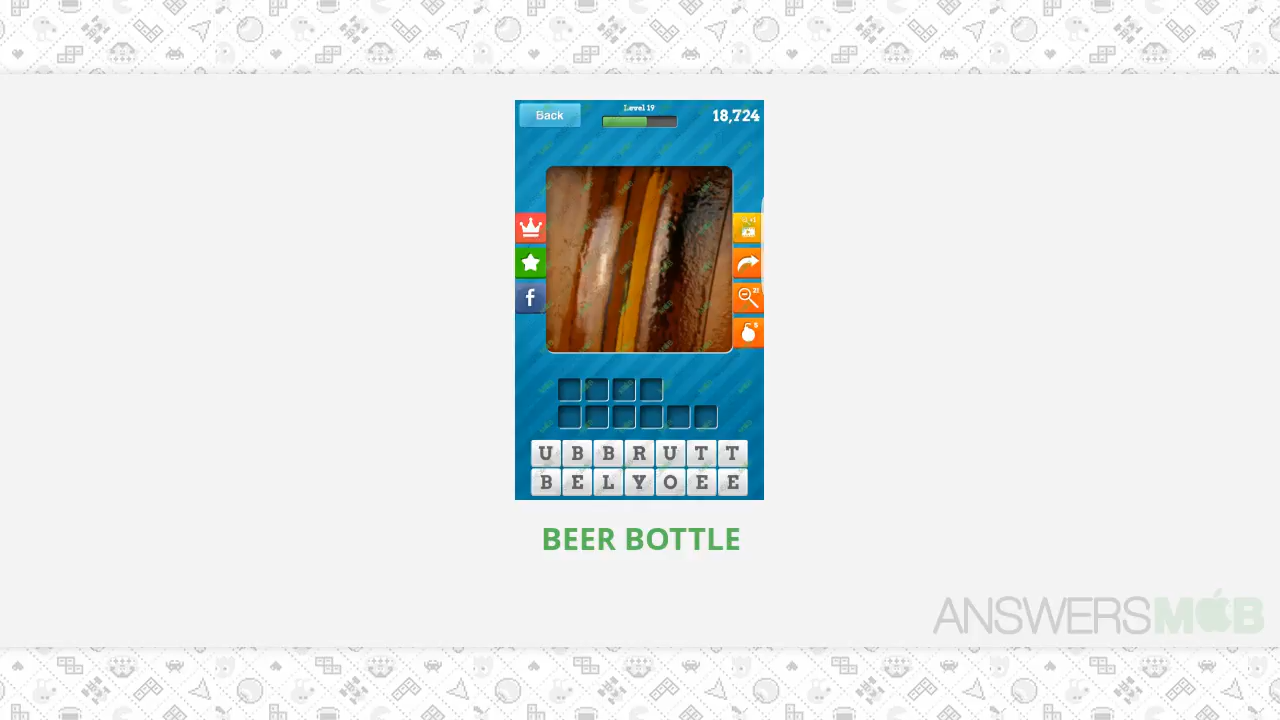 Back
Level 19
18,724
f
U B B R U T T
B E L Y O E E
BEER BOTTLE
ANSWERSMOB